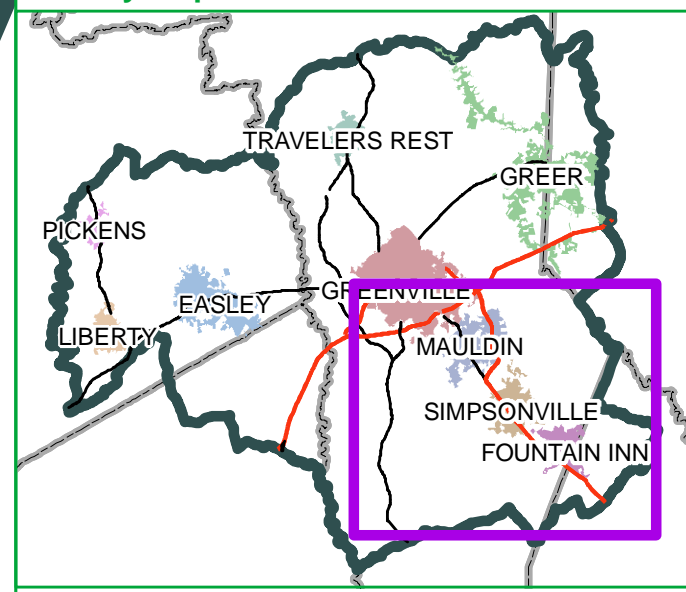 TRAVELERS REST
GREER
PICKENS
GREENVILLE
EASLEY
LIBERTY
MAULDIN
SIMPSONVILLE
FOUNTAIN INN